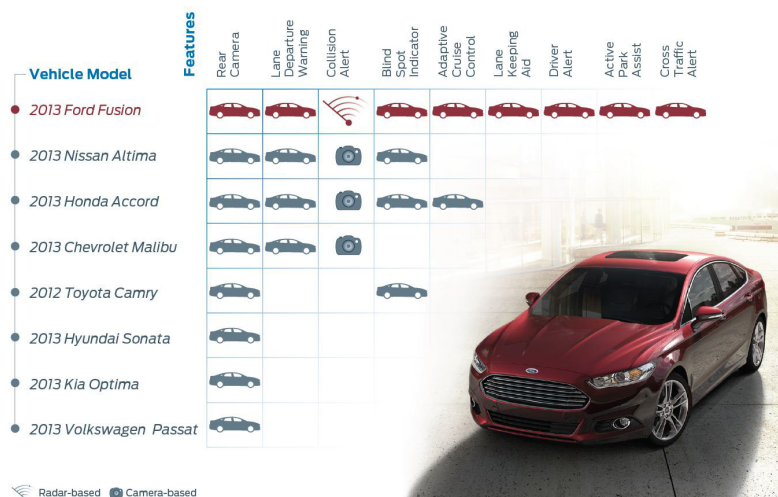 Features
Rear
Camera
Lane
Departure
Warning
Collision
Alert
Blind
Spot
Indicator
Adaptive
Cruise
Control
Lane
Keeping
Aid
Driver
Alert
Active
Park
Assist
Cross
Traffic
Alert
Vehicle Model
2013 Ford Fusion
2013 Nissan Altima
2013 Honda Accord
2013 Chevrolet Malibu
2012 Toyota Camry
2013 Hyundai Sonata
2013 Kia Optima
2013 Volkswagen Passat
Radar-based
Camera-based
Ford